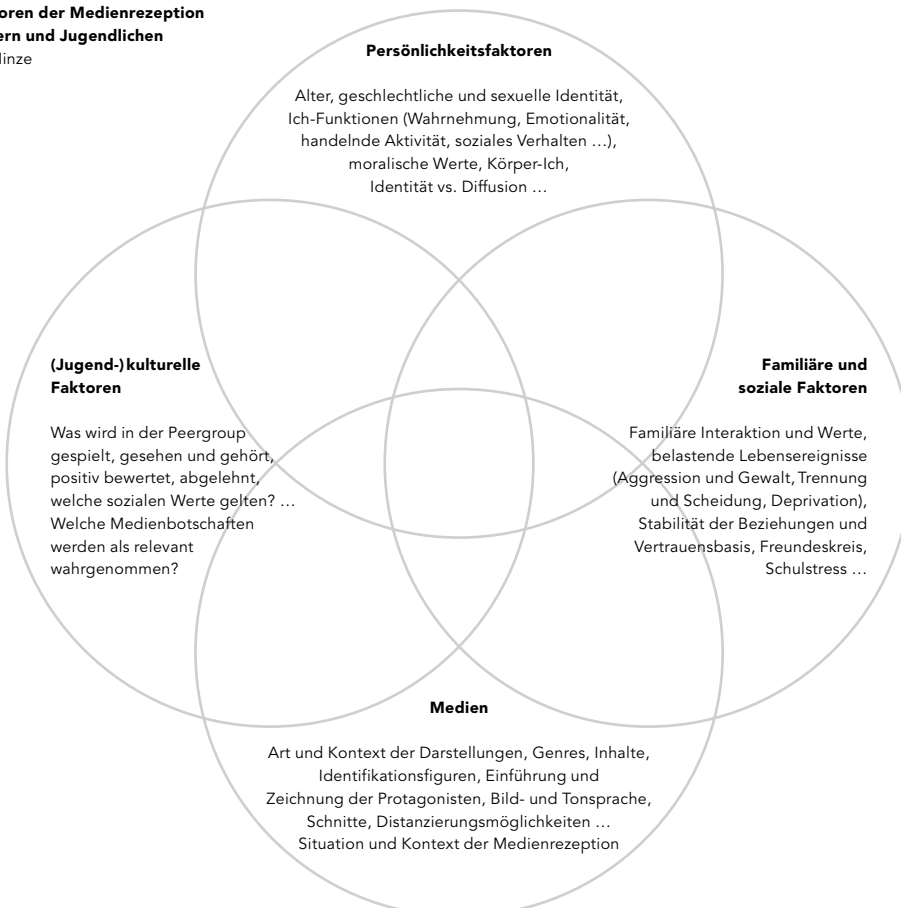 oren der Medienrezeption
ern und Jugendlichen
inze
Persönlichkeitsfaktoren
Alter, geschlechtliche und sexuelle Identität,
Ich-Funktionen (Wahrnehmung, Emotionalität,
handelnde Aktivität, soziales Verhalten …),
moralische Werte, Körper-Ich,
Identität vs. Diffusion …
(Jugend-)kulturelle
Faktoren
Was wird in der Peergroup
gespielt, gesehen und gehört,
positiv bewertet, abgelehnt,
welche sozialen Werte gelten? …
Welche Medienbotschaften
werden als relevant
wahrgenommen?
Familiäre und
soziale Faktoren
Familiäre Interaktion und Werte,
belastende Lebensereignisse
(Aggression und Gewalt, Trennung
und Scheidung, Deprivation),
Stabilität der Beziehungen und
Vertrauensbasis, Freundeskreis,
Schulstress …
Medien
Art und Kontext der Darstellungen, Genres, Inhalte,
Identifikationsfiguren, Einführung und
Zeichnung der Protagonisten, Bild- und Tonsprache,
Schnitte, Distanzierungsmöglichkeiten …
Situation und Kontext der Medienrezeption